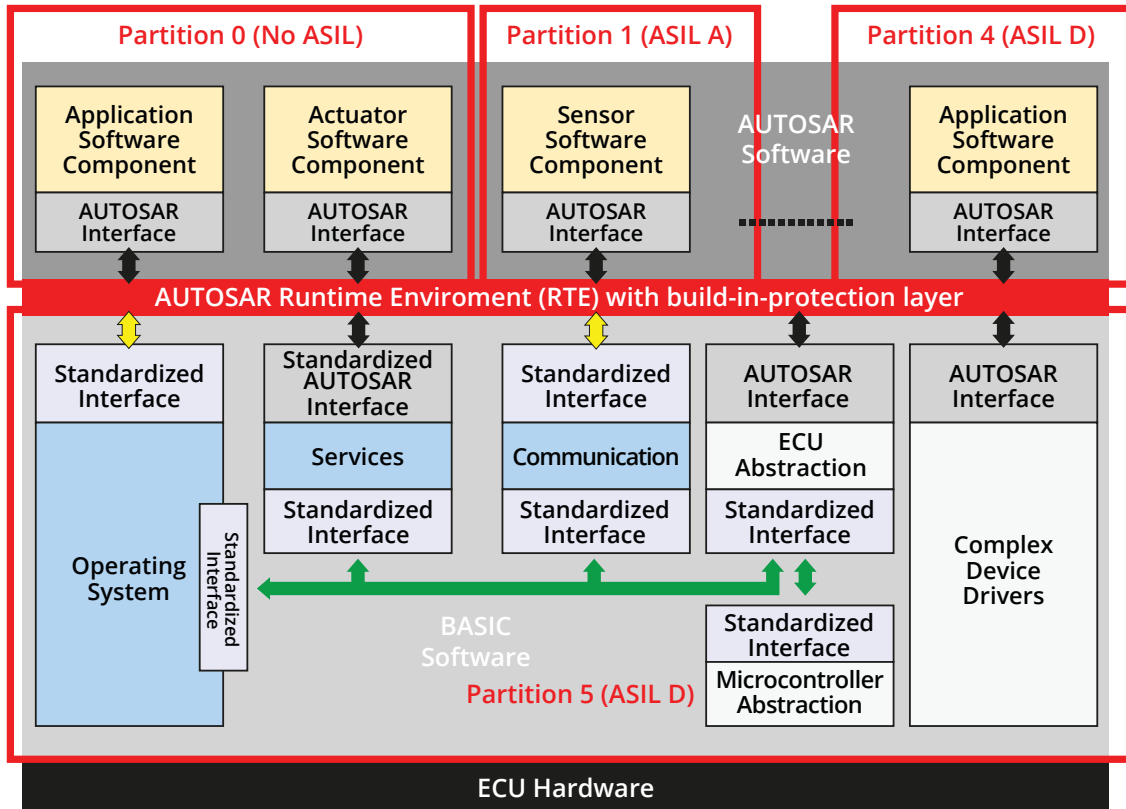 Partition 0 (No ASIL)
Partition 1 (ASIL A)
Partition 4 (ASIL D)
Application
Software
Component
AUTOSAR
Interface
Actuator
Software
Component
AUTOSAR
Interface
Sensor
Software
Component
AUTOSAR
Interface
AUTOSAR
Software
Application
Software
Component
AUTOSAR
Interface
AUTOSAR Runtime Enviroment (RTE) with build-in-protection layer
Standardized
Interface
Operating
System
Standardized
Interface
Standardized
AUTOSAR
Interface
Services
Standardized
Interface
Standardized
Interface
Communication
Standardized
Interface
AUTOSAR
Interface
ECU
Abstraction
Standardized
Interface
Standardized
Interface
Microcontroller
Abstraction
AUTOSAR
Interface
Complex
Device
Drivers
BASIC
Software
Partition 5 (ASIL D)
ECU Hardware